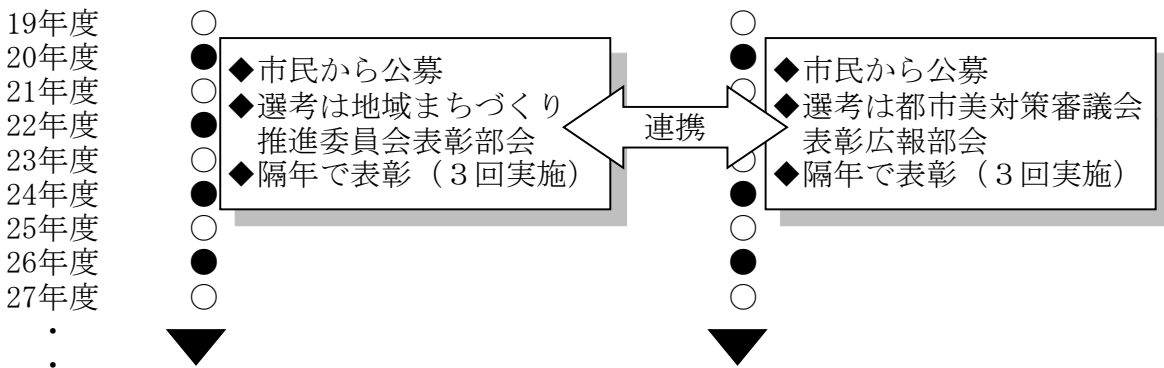 19年度 ○ ○
20年度 ● ●
21年度 ○ ○
22年度 ● ●
23年度 ○ ○
24年度 ● ●
25年度 ○ ○
26年度 ● ●
27年度 ○ ○
・
・
◆市民から公募
◆選考は地域まちづくり
推進委員会表彰部会
◆隔年で表彰（３回実施）
連携
◆市民から公募
◆選考は都市美対策審議会
表彰広報部会
◆隔年で表彰（３回実施）